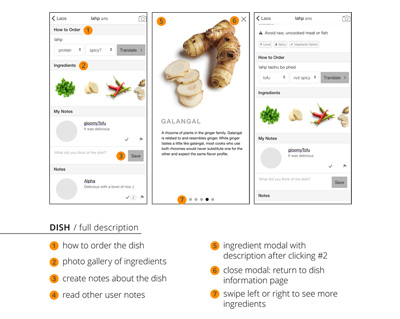 < Laos
lahp ລາບ
How to Order
1
lahp
protein
spicy?
Translate
Ingredients
2
My Notes
gloomyTofu
It was delicious
What did you think of the dish?
3
Save
Notes
Alpha
Delicious with a bowl of rice :)
5
6
GALANGAL
A rhizome of plants in the ginger family. Galangal
is related to and resembles ginger. While ginger
tastes a little like galangal, most cooks who use
both rhizomes would never substitute one for the
other and expect the same flavor profile.
7
< Laos
Avoid raw, uncooked meat or fish
How to Order
tofu
not spicy
Translate
Ingredients
My Notes
gloomyTofu
It was delicious
What did you think of the dish?
Save
Notes
DISH / full description
1 how to order the dish
2 photo gallery of ingredients
3 create notes about the dish
4 read other user notes
5 ingredient modal with
description after clicking #2
6 close modal: return to dish
information page
7 swipe left or right to see more
ingredients